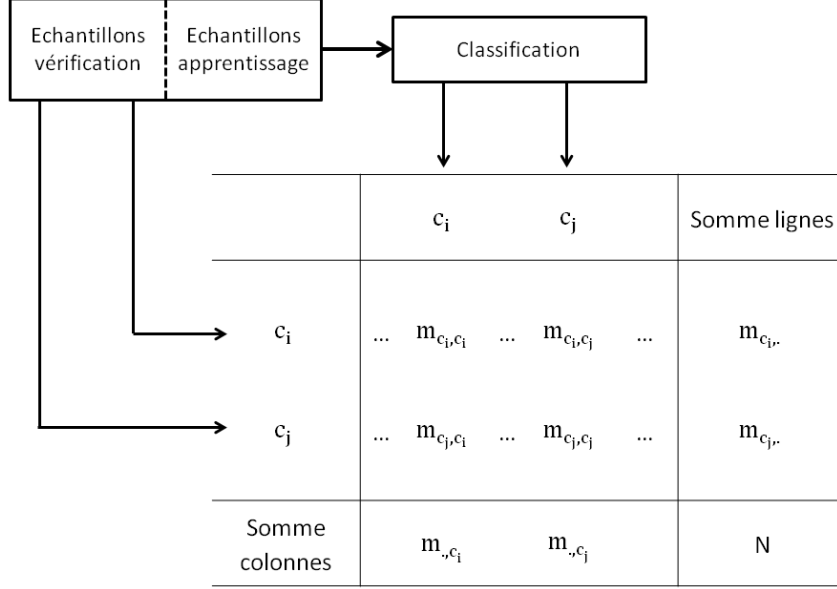 Echantillons vérification
Echantillons apprentissage
Classification
c_i c_j Somme lignes
c_i ... m_{c_i,c_i} ... m_{c_i,c_j} ... m_{c_i,.}
c_j ... m_{c_j,c_i} ... m_{c_j,c_j} ... m_{c_j,.}
Somme colonnes m_{.,c_i} m_{.,c_j} N